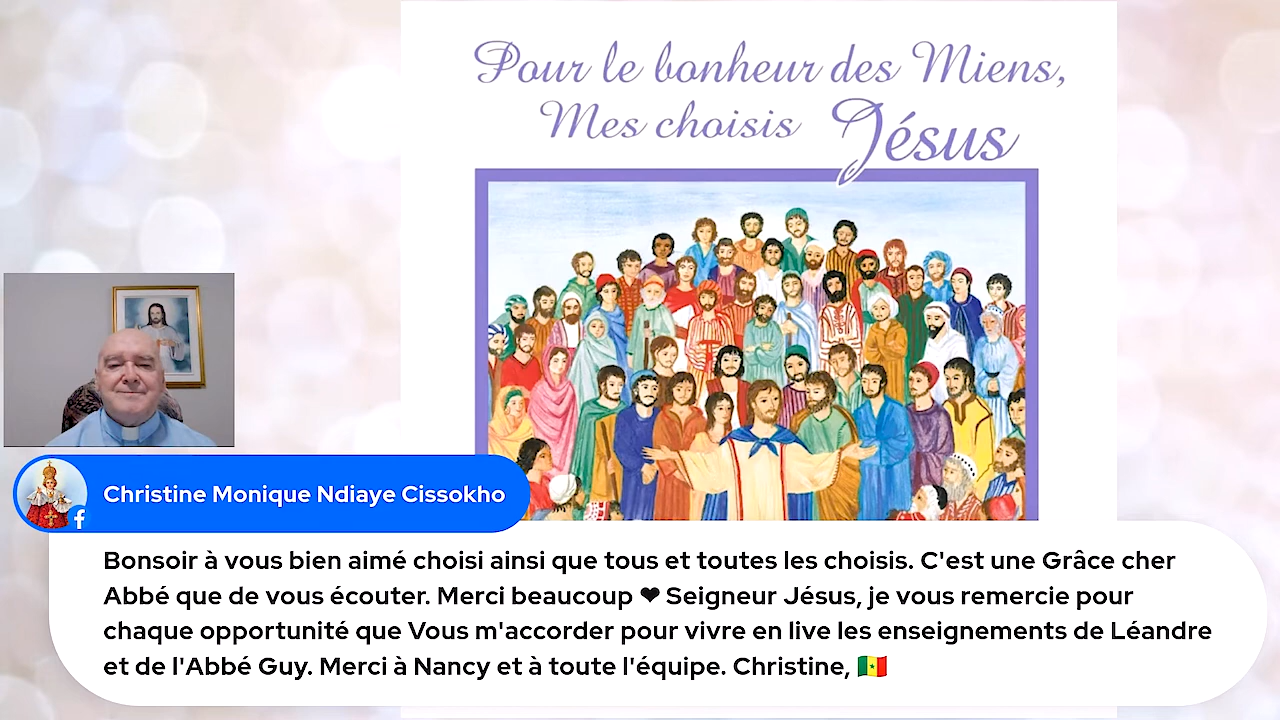 Pour le bonheur des Miens,
Mes choisis Jésus
Christine Monique Ndiaye Cissokho
Bonsoir à vous bien aimé choisi ainsi que tous et toutes les choisis. C'est une Grâce cher
Abbé que de vous écouter. Merci beaucoup ❤ Seigneur Jésus, je vous remercie pour
chaque opportunité que Vous m'accorder pour vivre en live les enseignements de Léandre
et de l'Abbé Guy. Merci à Nancy et à toute l'équipe. Christine, 🇸🇳